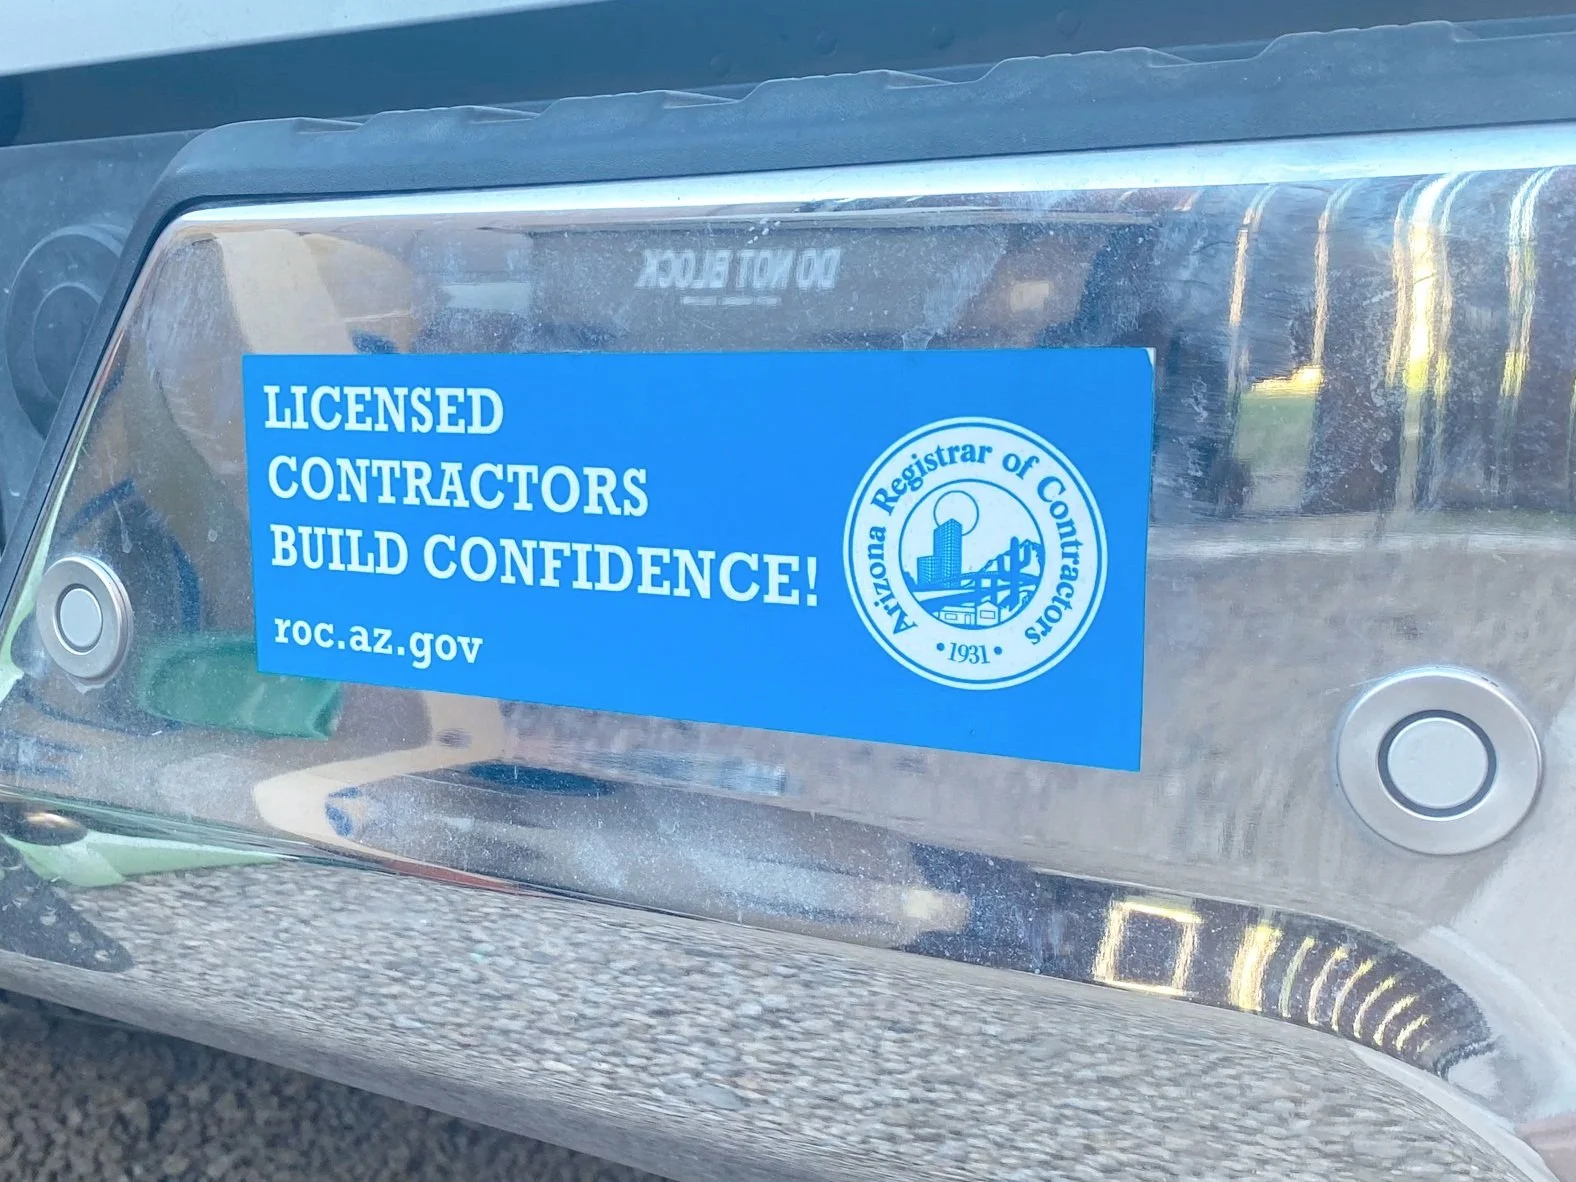 DO NOT BLOCK
LICENSED
CONTRACTORS
BUILD CONFIDENCE!
roc.az.gov
Arizona Registrar of Contractors
• 1931 •